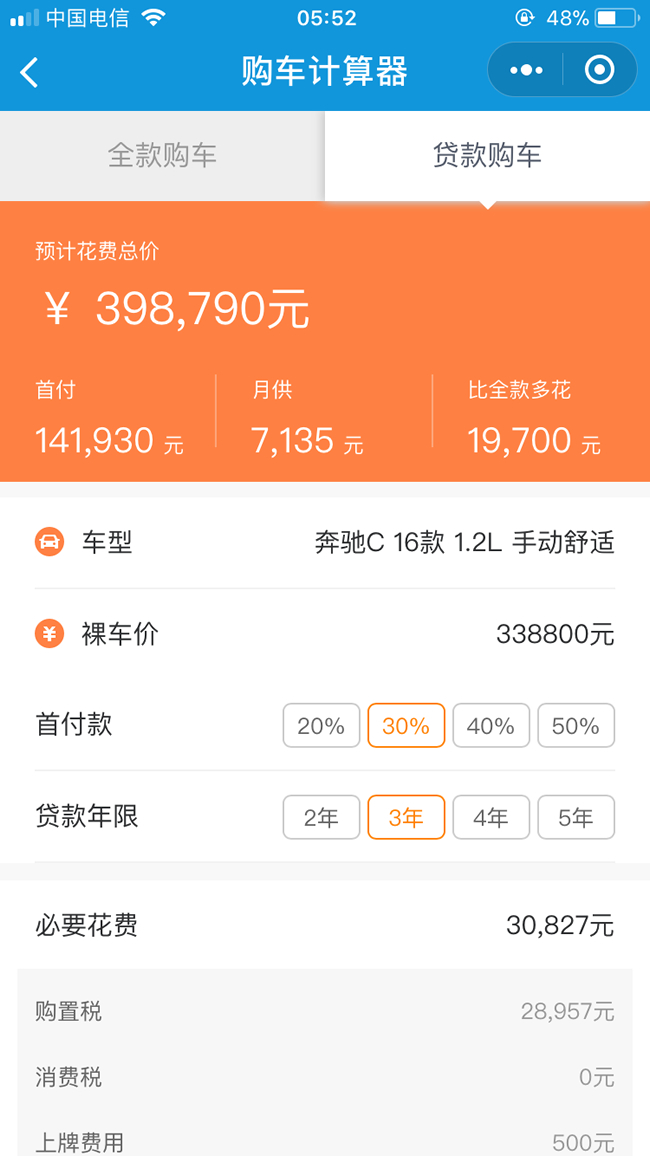 中国电信 05:52 48%
购车计算器
全款购车 贷款购车
预计花费总价
¥ 398,790元
首付 月供 比全款多花
141,930 元 7,135 元 19,700 元
车型 奔驰C 16款 1.2L 手动舒适
¥ 裸车价 338800元
首付款 20% 30% 40% 50%
贷款年限 2年 3年 4年 5年
必要花费 30,827元
购置税 28,957元
消费税 0元
上牌费用 500元